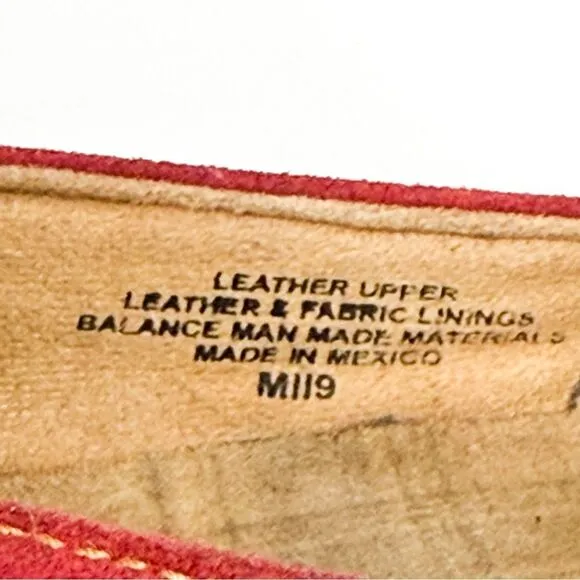 LEATHER UPPER
LEATHER & FABRIC LININGS
BALANCE MAN MADE MATERIALS
MADE IN MEXICO
MII9